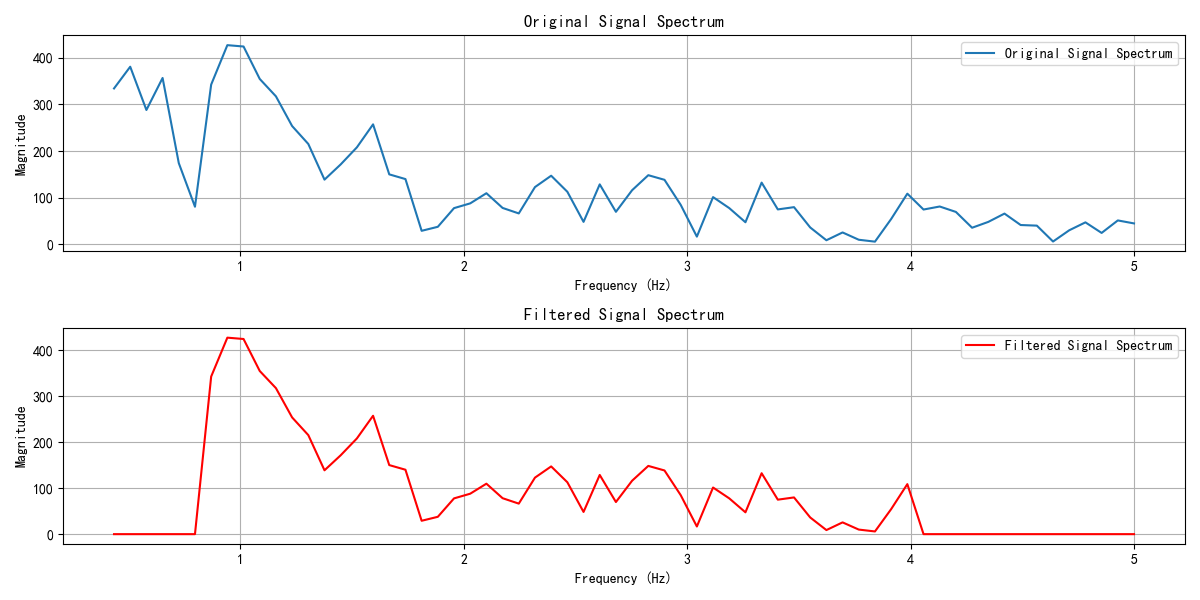 Original Signal Spectrum
Original Signal Spectrum
Magnitude
400
300
200
100
0
1 2 3 4 5
Frequency (Hz)
Filtered Signal Spectrum
Filtered Signal Spectrum
Magnitude
400
300
200
100
0
1 2 3 4 5
Frequency (Hz)